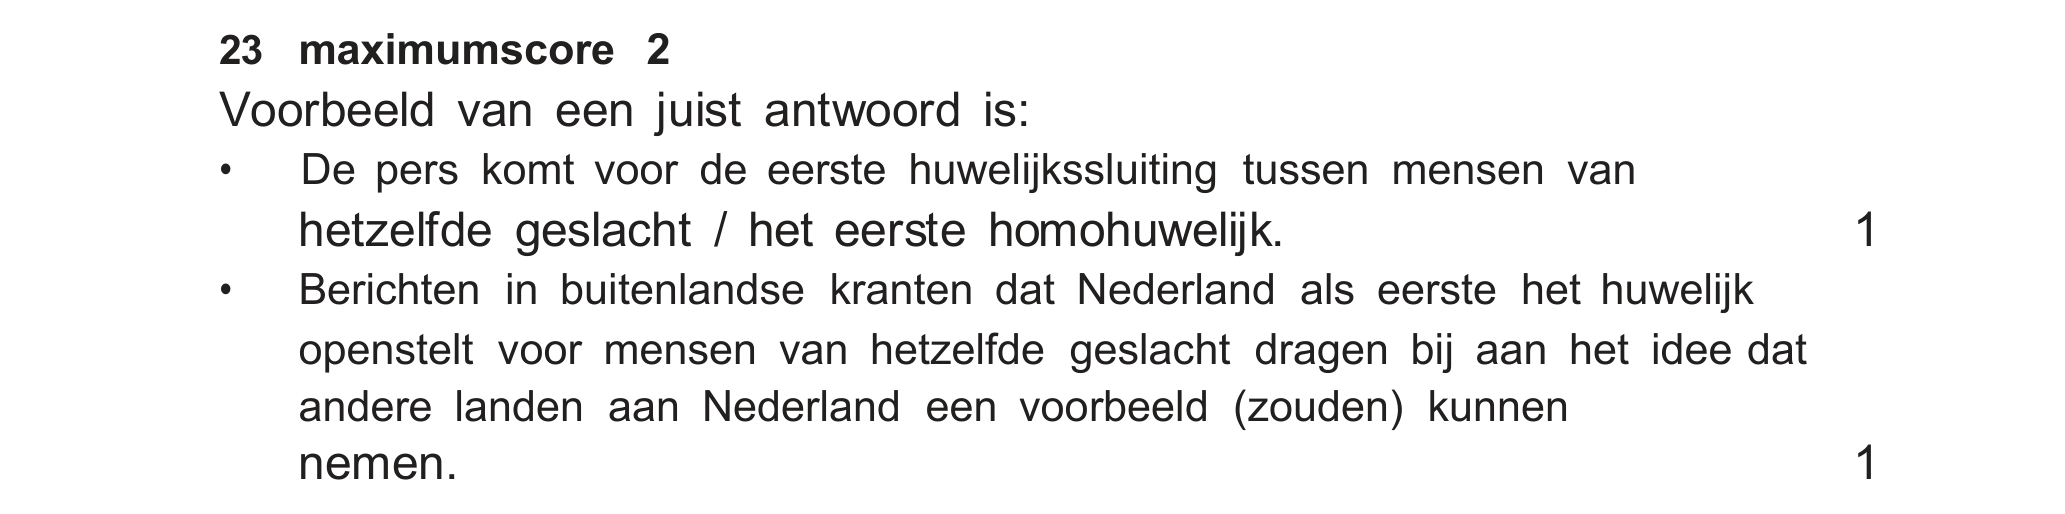 23 maximumscore 2
Voorbeeld van een juist antwoord is:
• De pers komt voor de eerste huwelijkssluiting tussen mensen van
hetzelfde geslacht / het eerste homohuwelijk. 1
• Berichten in buitenlandse kranten dat Nederland als eerste het huwelijk
openstelt voor mensen van hetzelfde geslacht dragen bij aan het idee dat
andere landen aan Nederland een voorbeeld (zouden) kunnen
nemen. 1